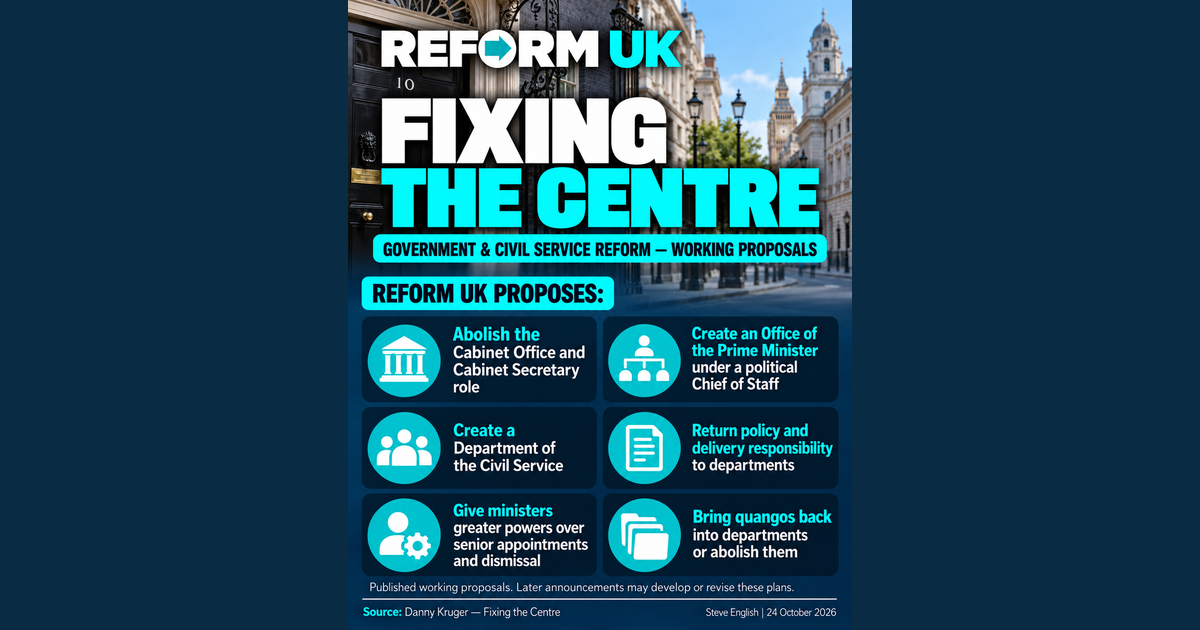 REFORM UK
10
FIXING
THE CENTRE
GOVERNMENT & CIVIL SERVICE REFORM — WORKING PROPOSALS
REFORM UK PROPOSES:
Abolish the
Cabinet Office and
Cabinet Secretary
role
Create an Office of
the Prime Minister
under a political
Chief of Staff
Create a
Department of
the Civil Service
Return policy and
delivery responsibility
to departments
Give ministers
greater powers over
senior appointments
and dismissal
Bring quangos back
into departments
or abolish them
Published working proposals. Later announcements may develop or revise these plans.
Source: Danny Kruger — Fixing the Centre
Steve English | 24 October 2026